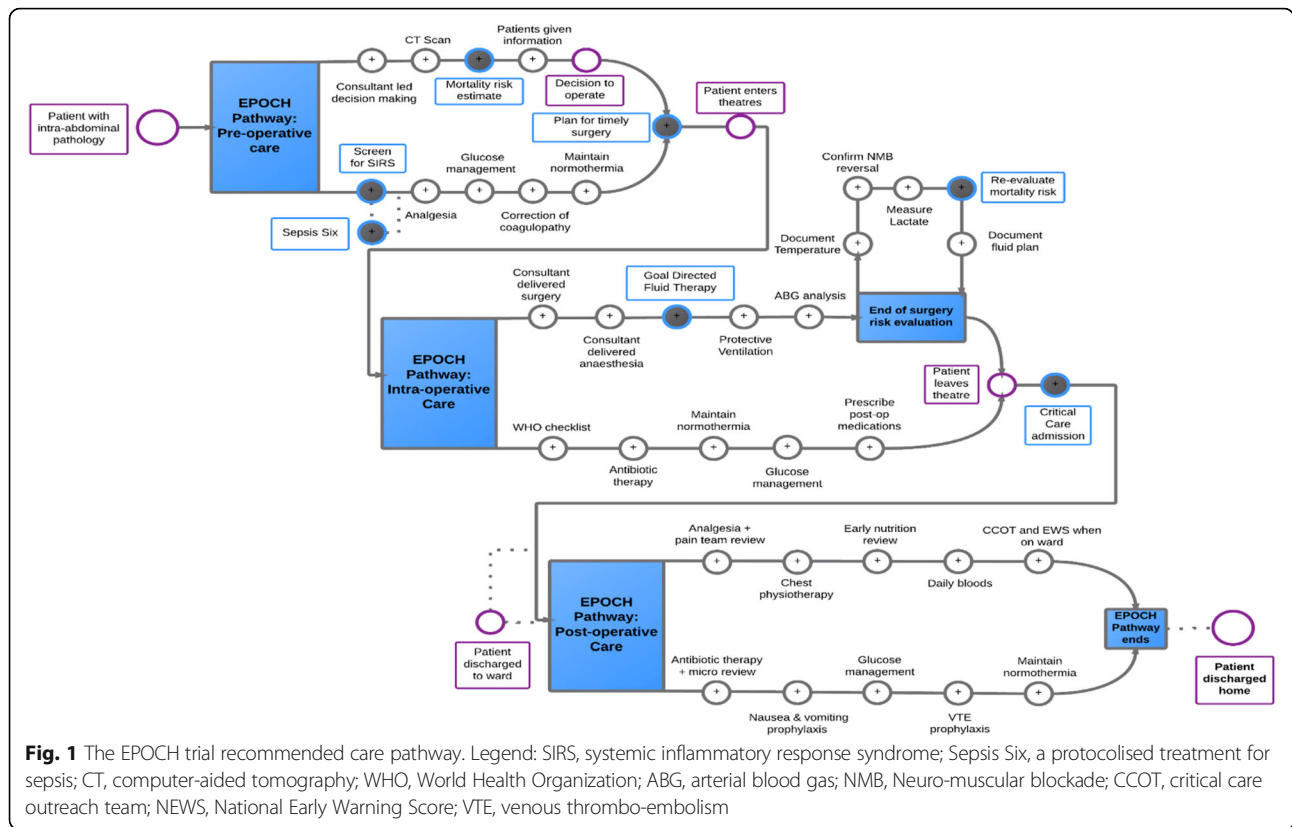 Patient with
intra-abdominal
pathology
EPOCH
Pathway:
Pre-operative
care
Consultant led
decision making
CT Scan
Mortality risk
estimate
Patients given
information
Decision to
operate
Screen
for SIRS
Sepsis Six
Analgesia
Glucose
management
Correction of
coagulopathy
Maintain
normothermia
Plan for timely
surgery
Patient enters
theatres
EPOCH
Pathway:
Intra-operative
Care
Consultant
delivered
surgery
Consultant
delivered
anaesthesia
Goal Directed
Fluid Therapy
Protective
Ventilation
ABG analysis
End of surgery
risk evaluation
Document
Temperature
Confirm NMB
reversal
Measure
Lactate
Re-evaluate
mortality risk
Document
fluid plan
WHO checklist
Antibiotic
therapy
Maintain
normothermia
Glucose
management
Prescribe
post-op
medications
Patient
leaves
theatre
Critical
Care
admission
Patient
discharged
to ward
EPOCH
Pathway:
Post-operative
Care
Analgesia +
pain team review
Chest
physiotherapy
Early nutrition
review
Daily bloods
CCOT and EWS when
on ward
Antibiotic therapy
+ micro review
Nausea & vomiting
prophylaxis
Glucose
management
VTE
prophylaxis
Maintain
normothermia
EPOCH
Pathway
ends
Patient
discharged
home
Fig. 1 The EPOCH trial recommended care pathway. Legend: SIRS, systemic inflammatory response syndrome; Sepsis Six, a protocolised treatment for
sepsis; CT, computer-aided tomography; WHO, World Health Organization; ABG, arterial blood gas; NMB, Neuro-muscular blockade; CCOT, critical care
outreach team; NEWS, National Early Warning Score; VTE, venous thrombo-embolism